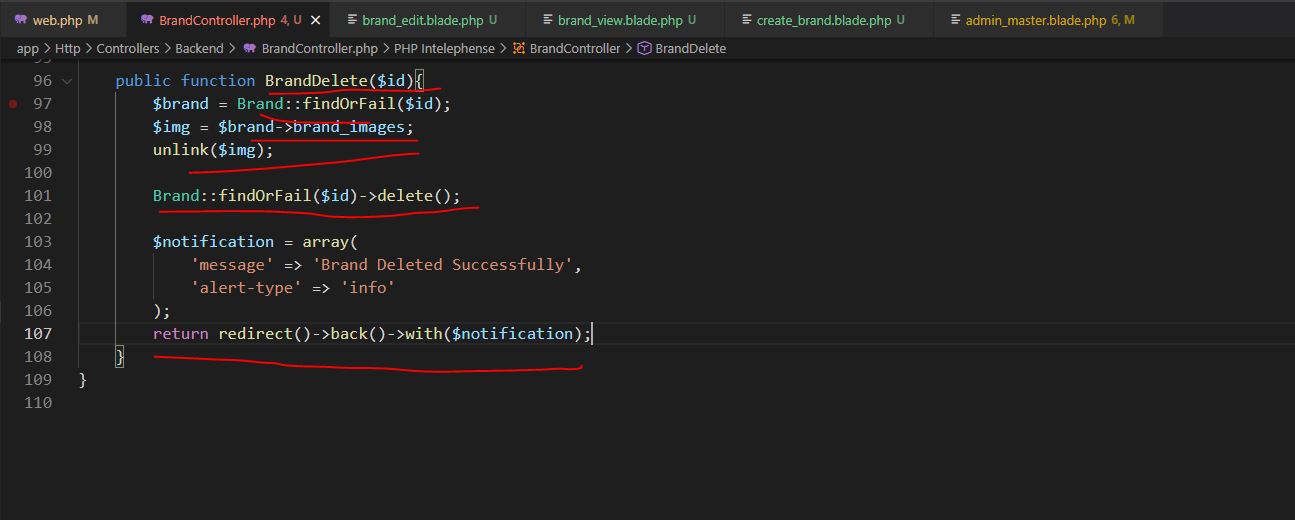 web.php M BrandController.php 4, U brand_edit.blade.php U brand_view.blade.php U create_brand.blade.php U admin_master.blade.php 6, M
app > Http > Controllers > Backend > BrandController.php > PHP Intelephense > BrandController > BrandDelete
95
96 public function BrandDelete($id){
97 $brand = Brand::findOrFail($id);
98 $img = $brand->brand_images;
99 unlink($img);
100
101 Brand::findOrFail($id)->delete();
102
103 $notification = array(
104 'message' => 'Brand Deleted Successfully',
105 'alert-type' => 'info'
106 );
107 return redirect()->back()->with($notification);
108 }
109 }
110